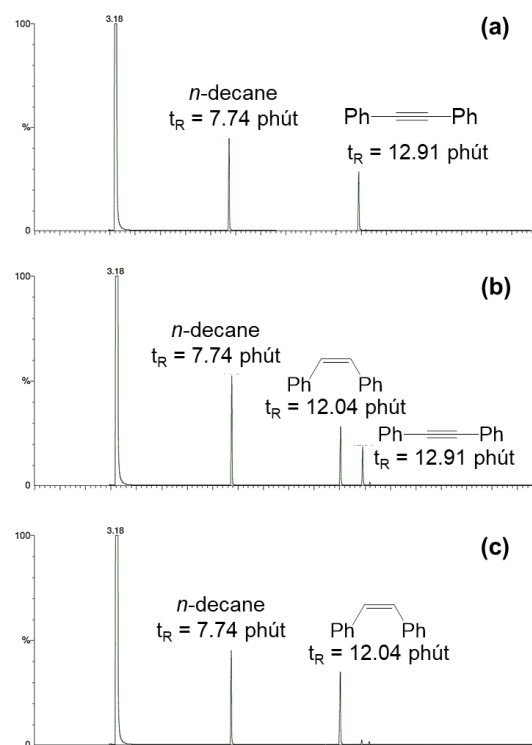 3.18
(a)
100
%
0
n-decane
tR = 7.74 phút
Ph
Ph
tR = 12.91 phút
3.18
(b)
100
%
0
n-decane
tR = 7.74 phút
Ph
Ph
tR = 12.04 phút
Ph
Ph
tR = 12.91 phút
3.18
(c)
100
%
0
n-decane
tR = 7.74 phút
Ph
Ph
tR = 12.04 phút